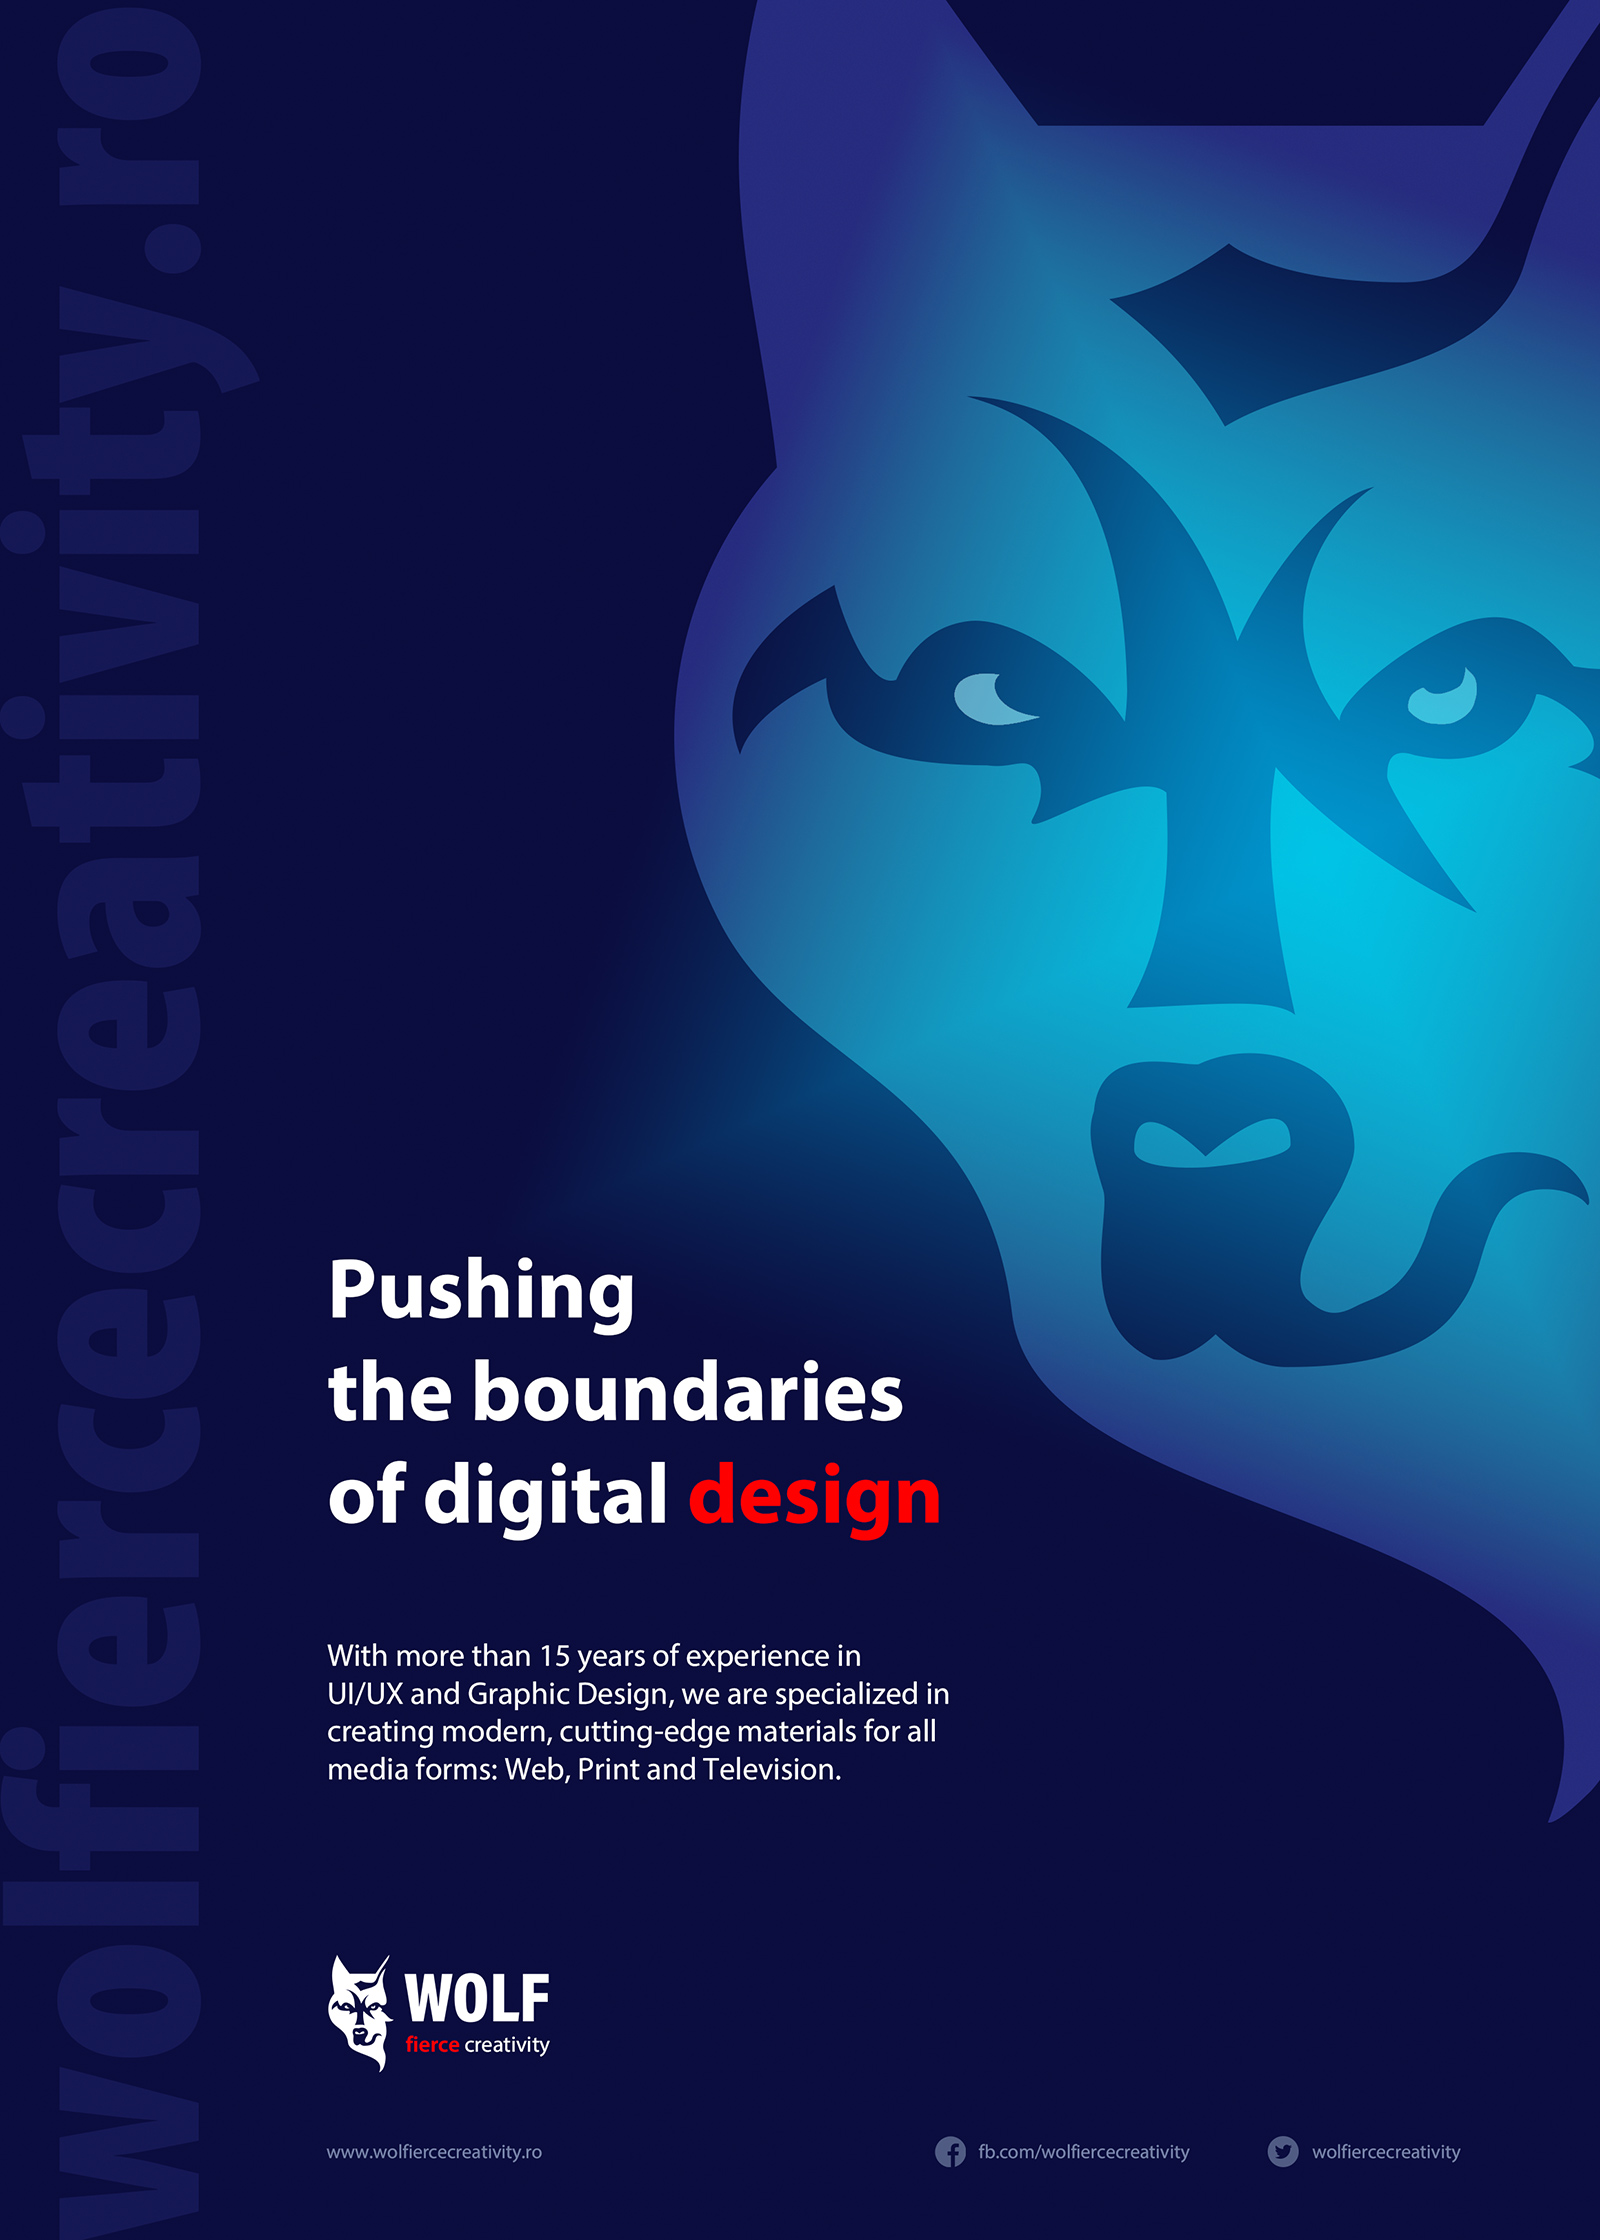 wolfiercecreativity.ro
Pushing
the boundaries
of digital design
With more than 15 years of experience in
UI/UX and Graphic Design, we are specialized in
creating modern, cutting-edge materials for all
media forms: Web, Print and Television.
WOLF
fierce creativity
www.wolfiercecreativity.ro
fb.com/wolfiercecreativity
wolfiercecreativity